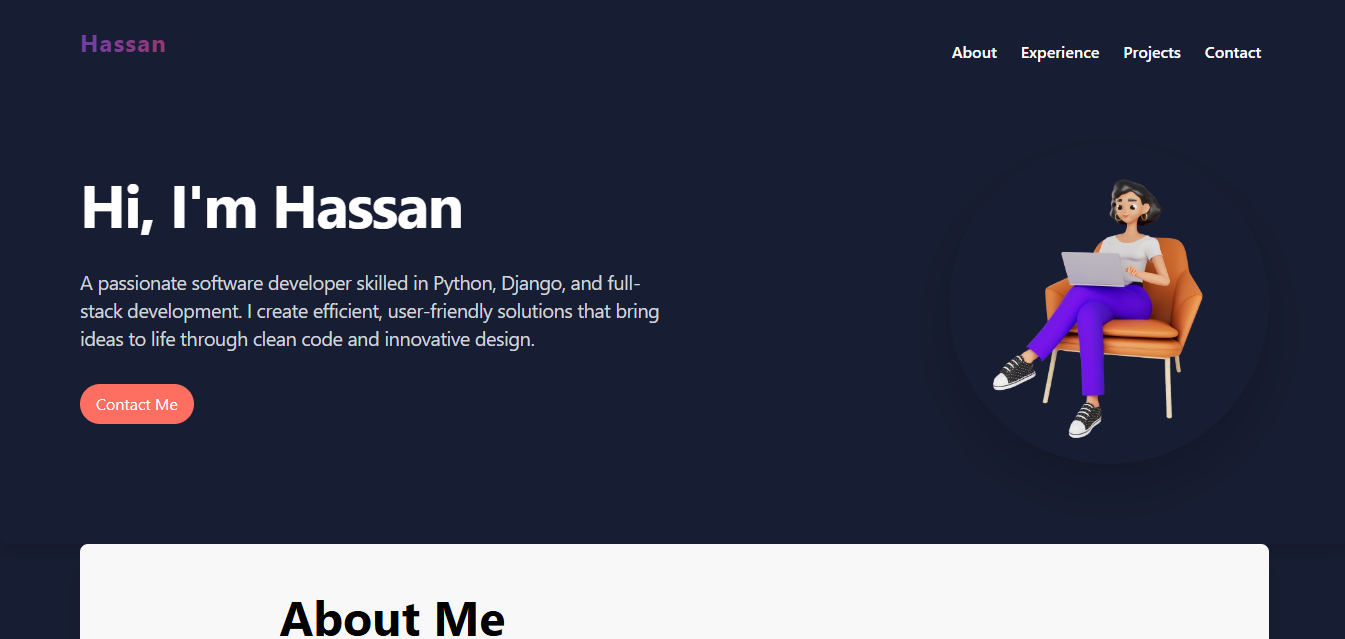 Hassan
About Experience Projects Contact
Hi, I'm Hassan
A passionate software developer skilled in Python, Django, and full-
stack development. I create efficient, user-friendly solutions that bring
ideas to life through clean code and innovative design.
Contact Me
About Me